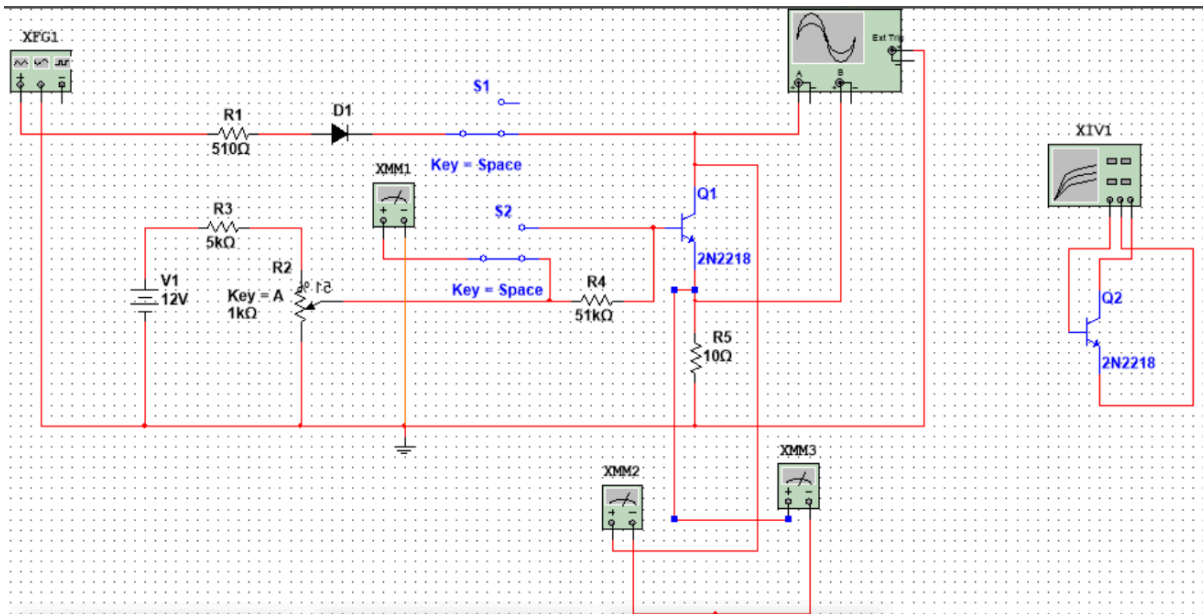 XFG1
Ext Trig
A
B
S1
R1
510Ω
D1
Key = Space
XIV1
XMM1
Q1
2N2218
S2
R3
5kΩ
V1
12V
R2
51 %
Key = A
1kΩ
Key = Space
R4
51kΩ
R5
10Ω
Q2
2N2218
XMM2
XMM3